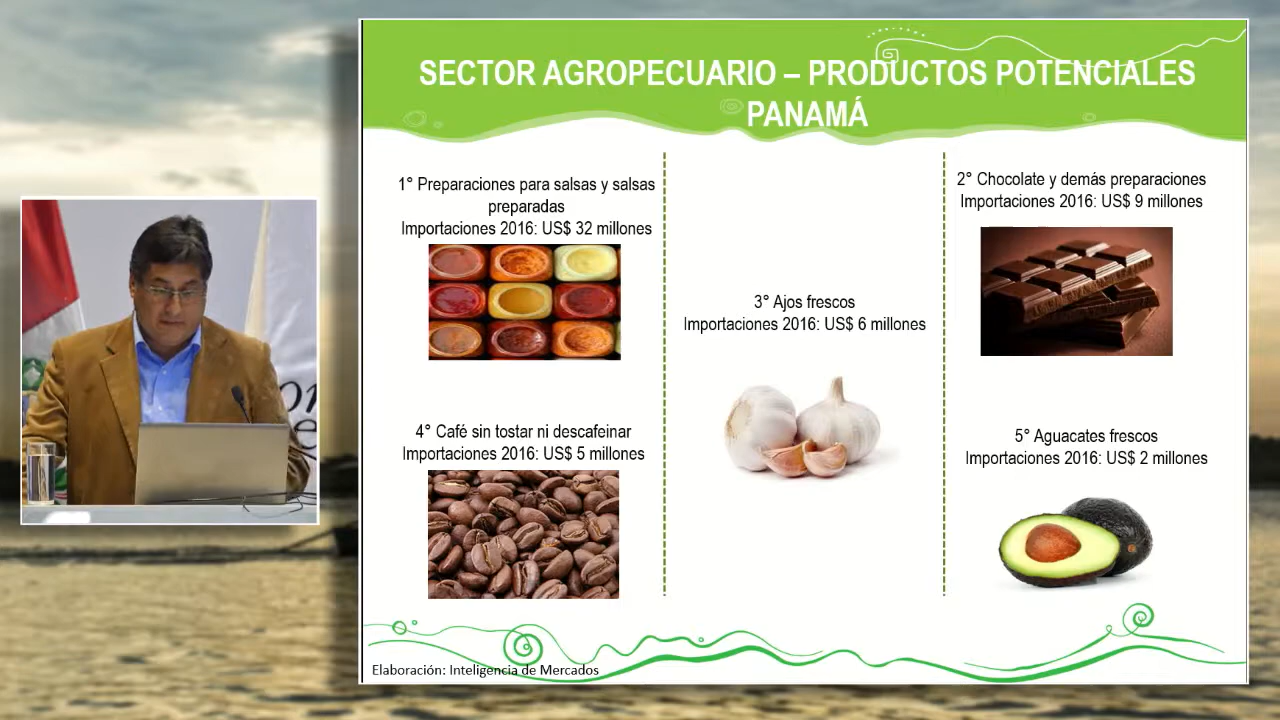 SECTOR AGROPECUARIO – PRODUCTOS POTENCIALES
PANAMÁ
1° Preparaciones para salsas y salsas
preparadas
Importaciones 2016: US$ 32 millones
2° Chocolate y demás preparaciones
Importaciones 2016: US$ 9 millones
3° Ajos frescos
Importaciones 2016: US$ 6 millones
4° Café sin tostar ni descafeinar
Importaciones 2016: US$ 5 millones
5° Aguacates frescos
Importaciones 2016: US$ 2 millones
Elaboración: Inteligencia de Mercados